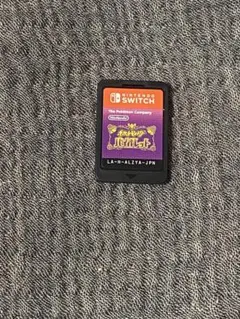 NINTENDO
SWITCH
The Pokémon Company
Nintendo
ポケットモンスター
バイオレット
LA-H-ALZYA-JPN